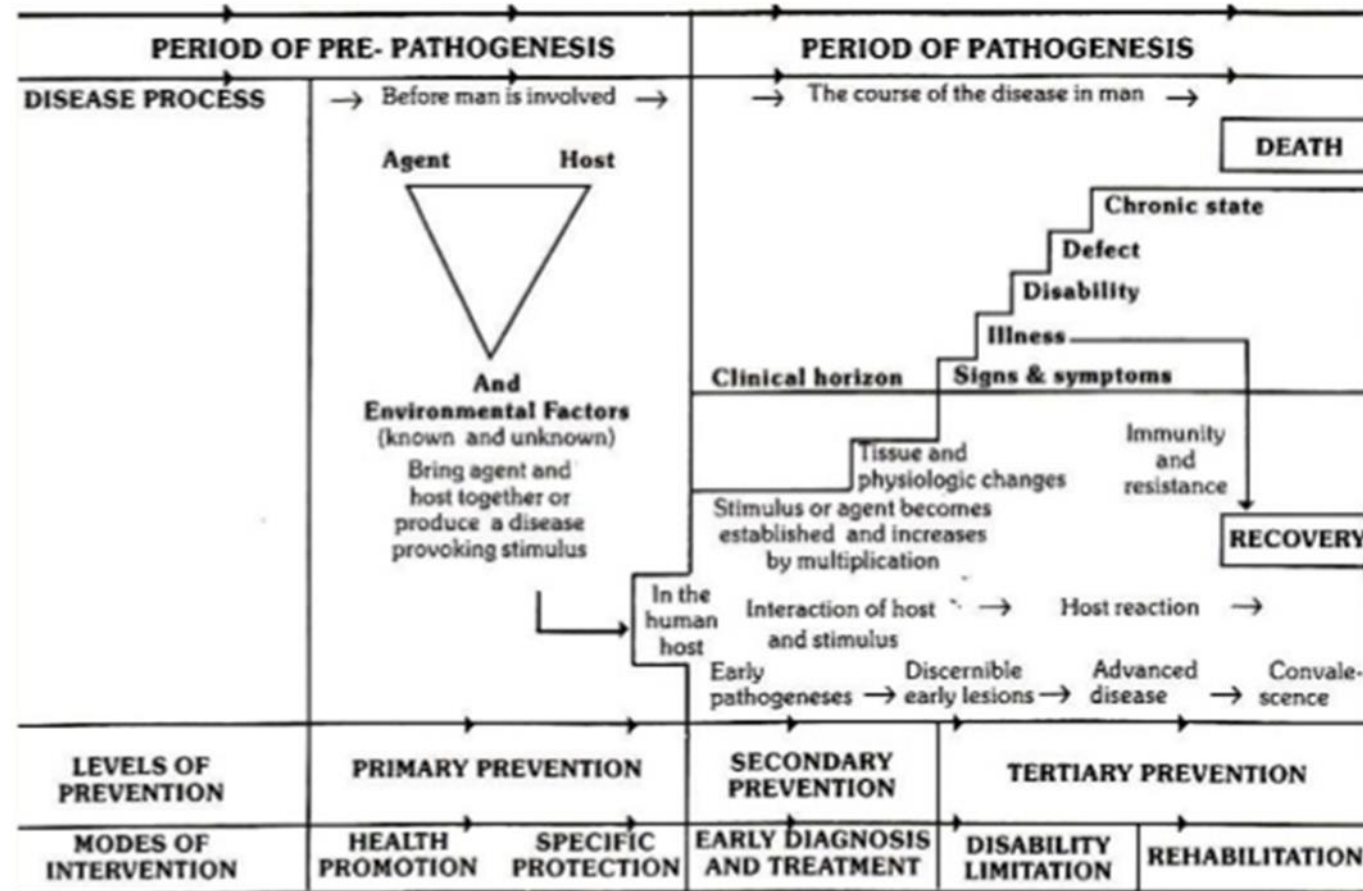 PERIOD OF PRE- PATHOGENESIS
PERIOD OF PATHOGENESIS
DISEASE PROCESS
→ Before man is involved →
→ The course of the disease in man →
Agent
Host
And
Environmental Factors
(known and unknown)
Bring agent and
host together or
produce a disease
provoking stimulus
In the
human
host
DEATH
Chronic state
Defect
Disability
Illness
Clinical horizon
Signs & symptoms
Tissue and
physiologic changes
Stimulus or agent becomes
established and increases
by multiplication
Immunity
and
resistance
RECOVERY
Interaction of host
and stimulus
→ Host reaction →
Early
pathogeneses →
Discernible
early lesions →
Advanced
disease →
Convale-
scence
LEVELS OF
PREVENTION
PRIMARY PREVENTION
SECONDARY
PREVENTION
TERTIARY PREVENTION
MODES OF
INTERVENTION
HEALTH
PROMOTION
SPECIFIC
PROTECTION
EARLY DIAGNOSIS
AND TREATMENT
DISABILITY
LIMITATION
REHABILITATION